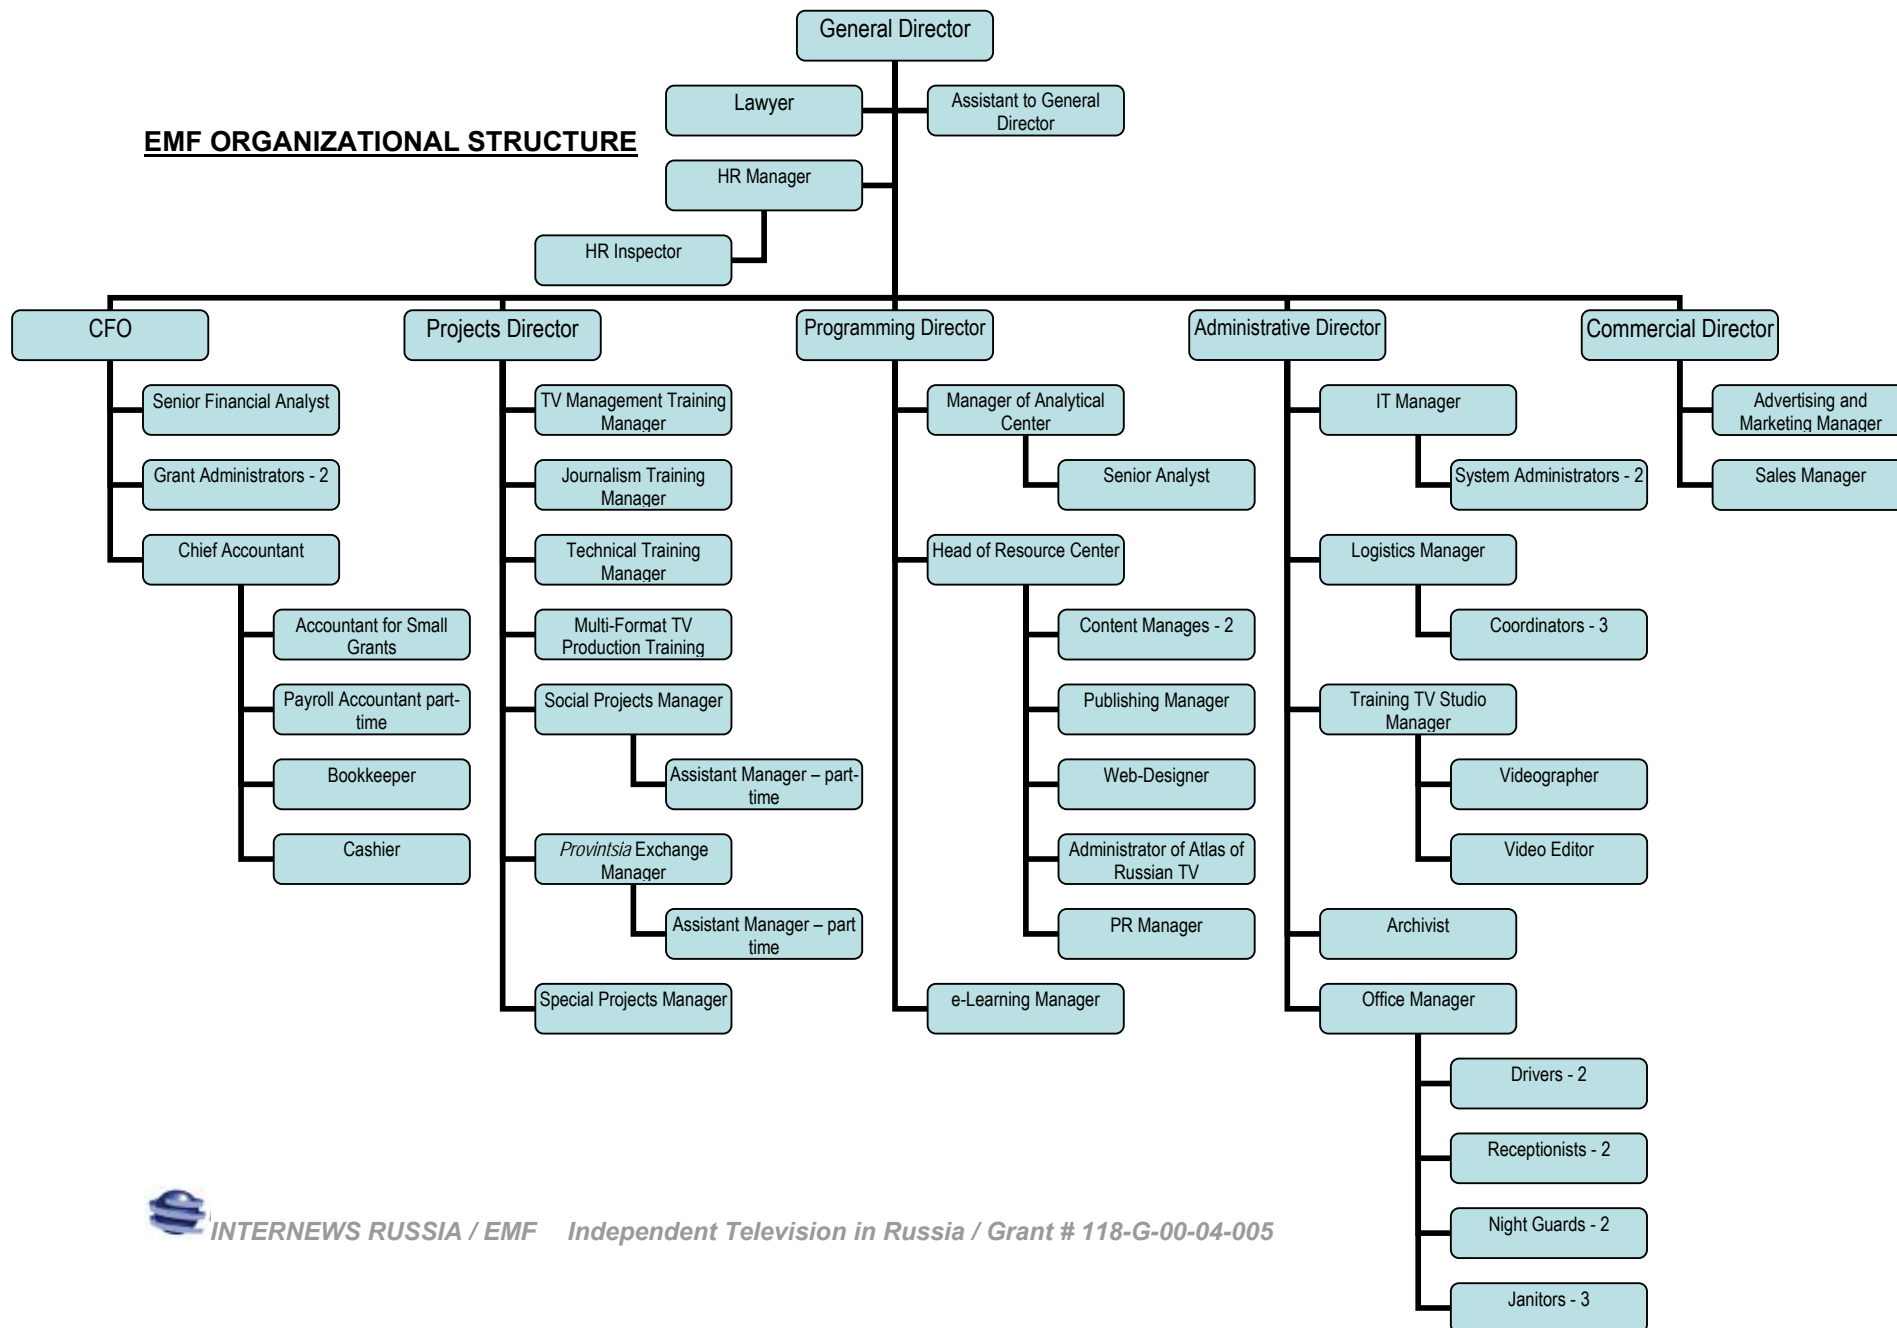 General Director
Lawyer
Assistant to General
Director
EMF ORGANIZATIONAL STRUCTURE
HR Manager
HR Inspector
CFO
Projects Director
Programming Director
Administrative Director
Commercial Director
Senior Financial Analyst
Grant Administrators - 2
Chief Accountant
Accountant for Small
Grants
Payroll Accountant part-
time
Bookkeeper
Cashier
TV Management Training
Manager
Journalism Training
Manager
Technical Training
Manager
Multi-Format TV
Production Training
Social Projects Manager
Assistant Manager – part-
time
Provintsia Exchange
Manager
Assistant Manager – part
time
Special Projects Manager
Manager of Analytical
Center
Senior Analyst
Head of Resource Center
Content Manages - 2
Publishing Manager
Web-Designer
Administrator of Atlas of
Russian TV
PR Manager
e-Learning Manager
IT Manager
System Administrators - 2
Logistics Manager
Coordinators - 3
Training TV Studio
Manager
Videographer
Video Editor
Archivist
Office Manager
Drivers - 2
Receptionists - 2
Night Guards - 2
Janitors - 3
Advertising and
Marketing Manager
Sales Manager
INTERNEWS RUSSIA / EMF Independent Television in Russia / Grant # 118-G-00-04-005